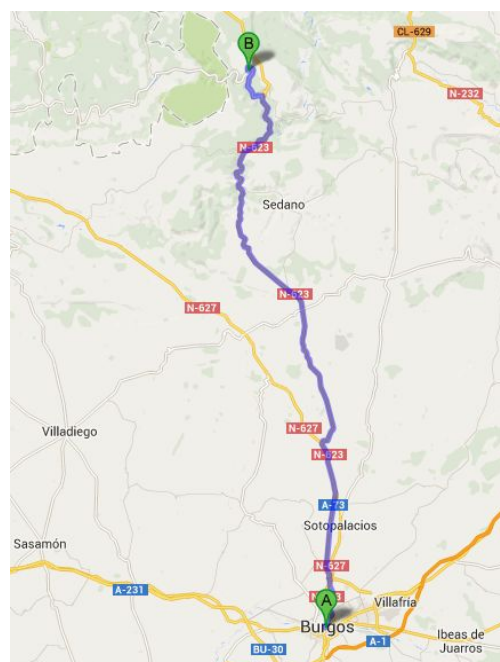 B
CL-629
N-232
N-623
Sedano
N-623
N-627
Villadiego
N-627
N-623
A-73
Sotopalacios
Sasamón
N-627
A-231
A
Villafría
Burgos
Ibeas de
Juarros
BU-30
A-1